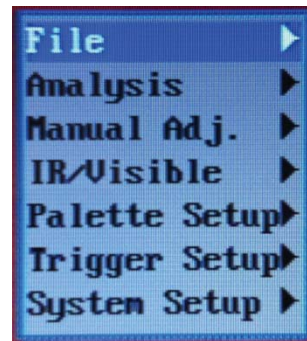 File
Analysis
Manual Adj.
IR/Visible
Palette Setup
Trigger Setup
System Setup